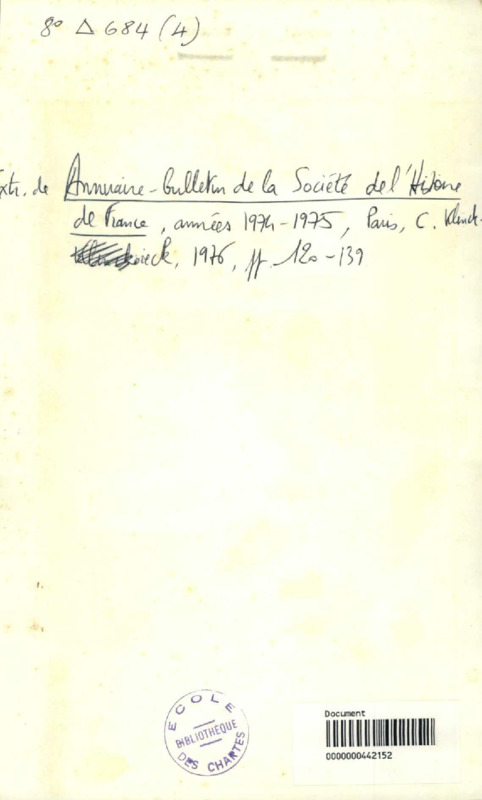 8° Δ 684 (4)
Extr. de Annuaire-bulletin de la Société de l'Histoire
de France, années 1974-1975, Paris, C. Klinck-
sieck, 1976, pp 120-139
ECOLE
BIBLIOTHÈQUE
DES CHARTES
Document
0000000442152